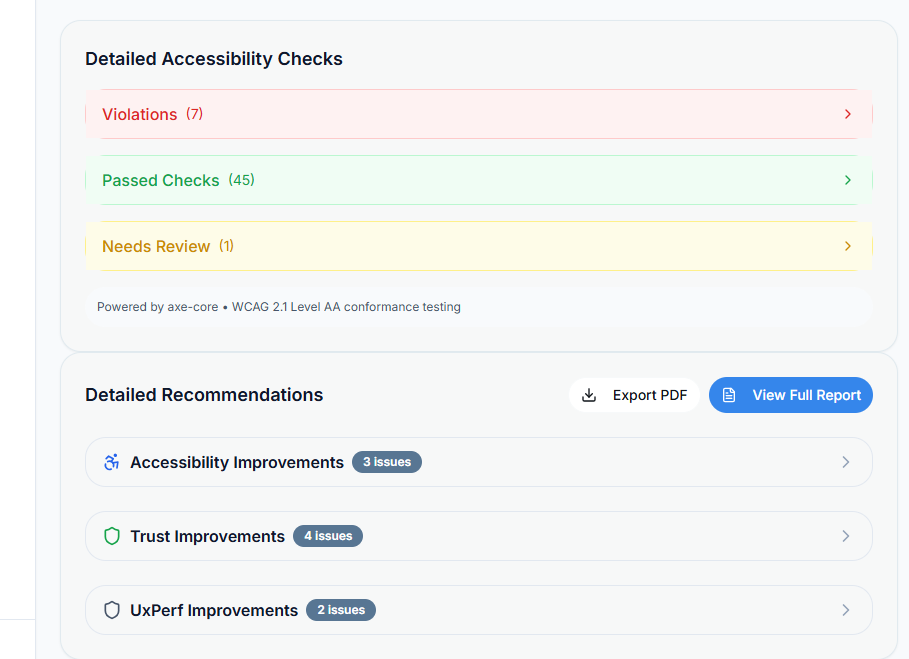 Detailed Accessibility Checks
Violations (7)
Passed Checks (45)
Needs Review (1)
Powered by axe-core • WCAG 2.1 Level AA conformance testing
Detailed Recommendations
Export PDF
View Full Report
Accessibility Improvements 3 issues
Trust Improvements 4 issues
UxPerf Improvements 2 issues